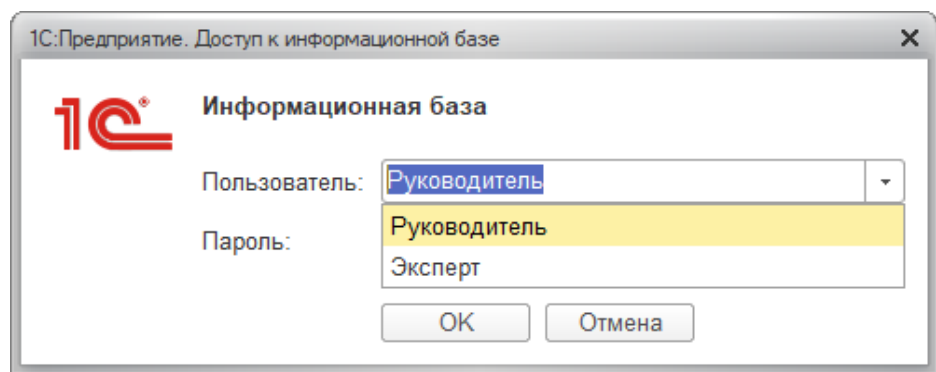 1С:Предприятие. Доступ к информационной базе
1С
Информационная база
Пользователь: Руководитель
Руководитель
Пароль:
Эксперт
OK Отмена